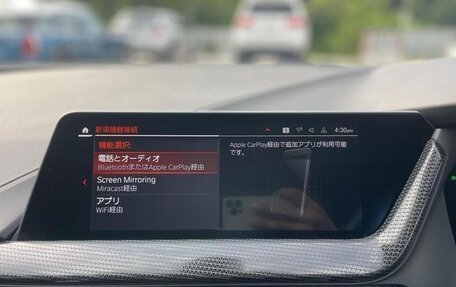 新規機器接続
S
4:30pm
機能選択:
電話とオーディオ
BluetoothまたはApple CarPlay経由
Screen Mirroring
Miracast経由
アプリ
WiFi経由
Apple CarPlay経由で追加アプリが利用可能
です。